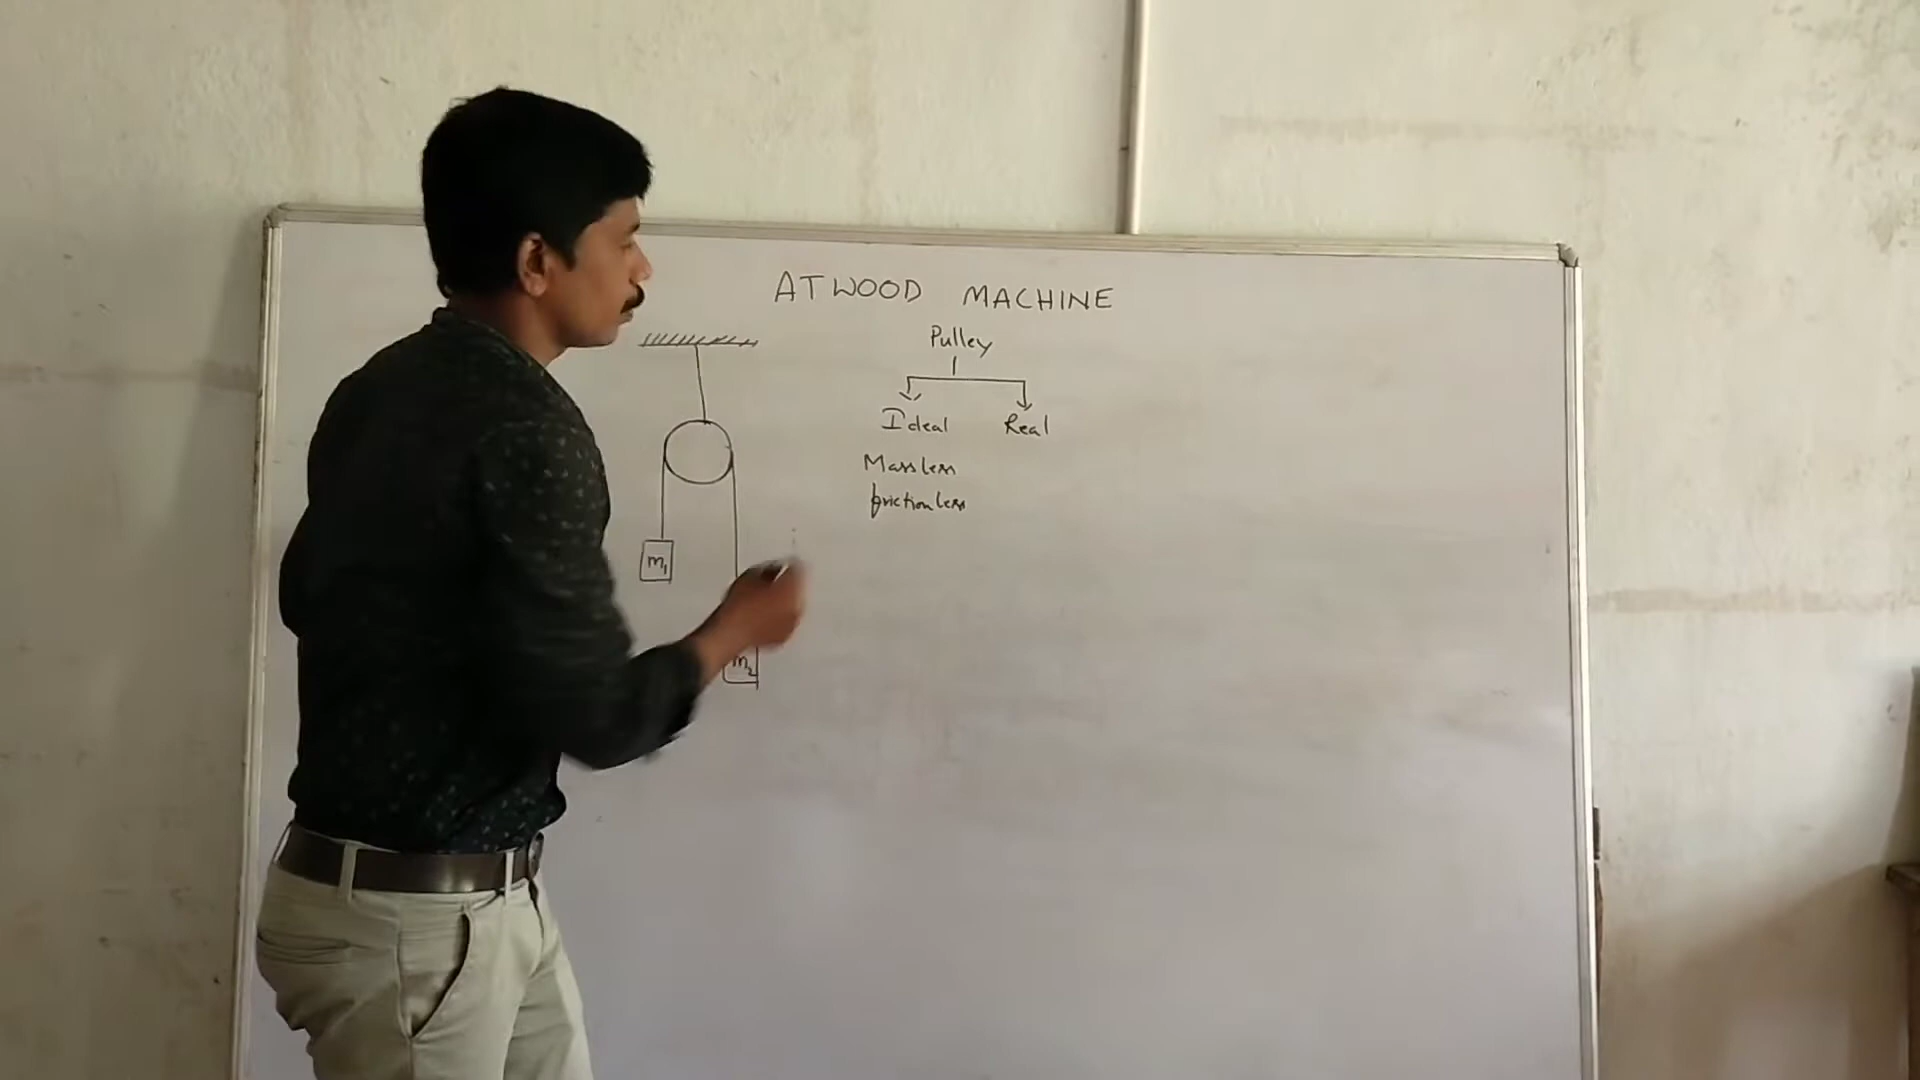 ATWOOD MACHINE
Pulley
Ideal Real
Massless
frictionless
m₁
m₂